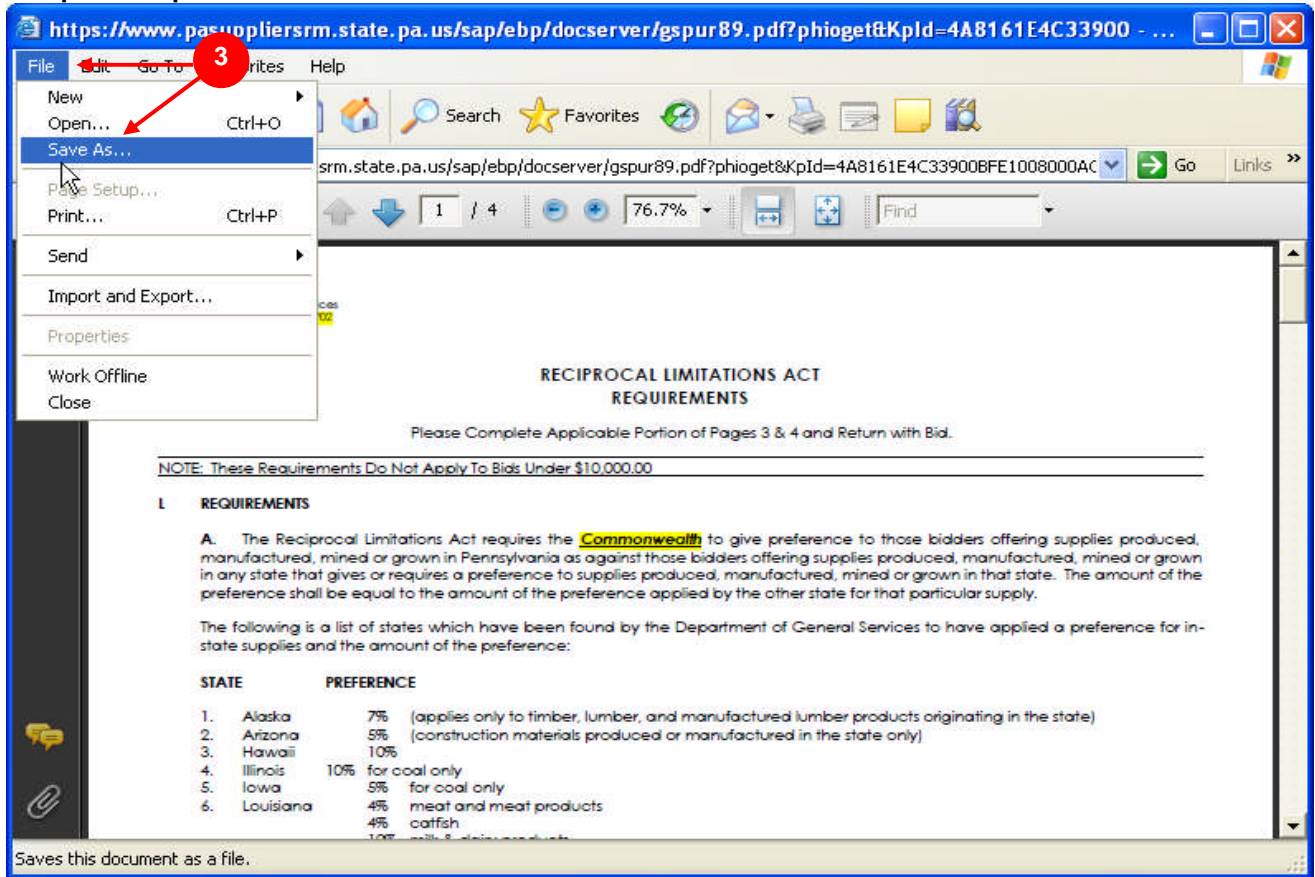 https://www.pasuppliersrm.state.pa.us/sap/ebp/docserver/gspur89.pdf?phioget&KpId=4A8161E4C33900 - ...
File Edit Go To Help
3
New
Open... Ctrl+O
Save As...
Page Setup...
Print... Ctrl+P
Send
Import and Export...
Properties
Work Offline
Close
Search Favorites
srm.state.pa.us/sap/ebp/docserver/gspur89.pdf?phioget&KpId=4A8161E4C33900BFE1008000AC Go Links »
1 / 4 76.7% Find
RECIPROCAL LIMITATIONS ACT
REQUIREMENTS
Please Complete Applicable Portion of Pages 3 & 4 and Return with Bid.
NOTE: These Requirements Do Not Apply To Bids Under $10,000.00
I. REQUIREMENTS
A. The Reciprocal Limitations Act requires the Commonwealth to give preference to those bidders offering supplies produced,
manufactured, mined or grown in Pennsylvania as against those bidders offering supplies produced, manufactured, mined or grown
in any state that gives or requires a preference to supplies produced, manufactured, mined or grown in that state. The amount of the
preference shall be equal to the amount of the preference applied by the other state for that particular supply.
The following is a list of states which have been found by the Department of General Services to have applied a preference for in-
state supplies and the amount of the preference:
STATE PREFERENCE
1. Alaska 7% (applies only to timber, lumber, and manufactured lumber products originating in the state)
2. Arizona 5% (construction materials produced or manufactured in the state only)
3. Hawaii 10%
4. Illinois 10% for coal only
5. Iowa 5% for coal only
6. Louisiana 4% meat and meat products
4% catfish
10% milk & dairy products
Saves this document as a file.